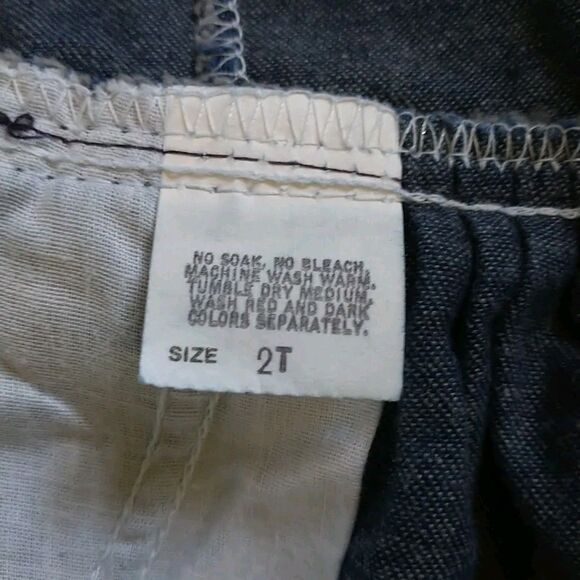 NO SOAK, NO BLEACH,
MACHINE WASH WARM,
TUMBLE DRY MEDIUM,
WASH RED AND DARK
COLORS SEPARATELY.
SIZE 2T